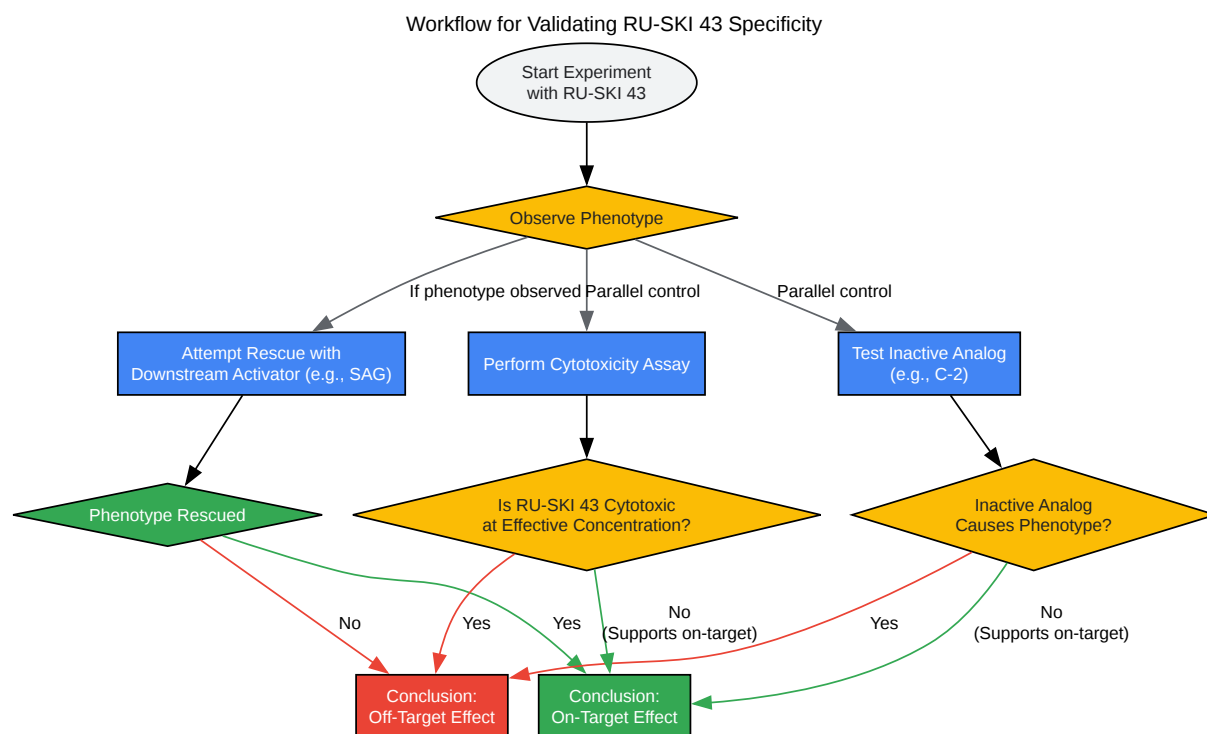 Workflow for Validating RU-SKI 43 Specificity
Start Experiment
with RU-SKI 43
Observe Phenotype
If phenotype observed
Parallel control
Parallel control
Attempt Rescue with
Downstream Activator (e.g., SAG)
Perform Cytotoxicity Assay
Test Inactive Analog
(e.g., C-2)
Phenotype Rescued
Is RU-SKI 43 Cytotoxic
at Effective Concentration?
Inactive Analog
Causes Phenotype?
No
Yes
Yes
No
(Supports on-target)
Yes
No
(Supports on-target)
Conclusion:
Off-Target Effect
Conclusion:
On-Target Effect